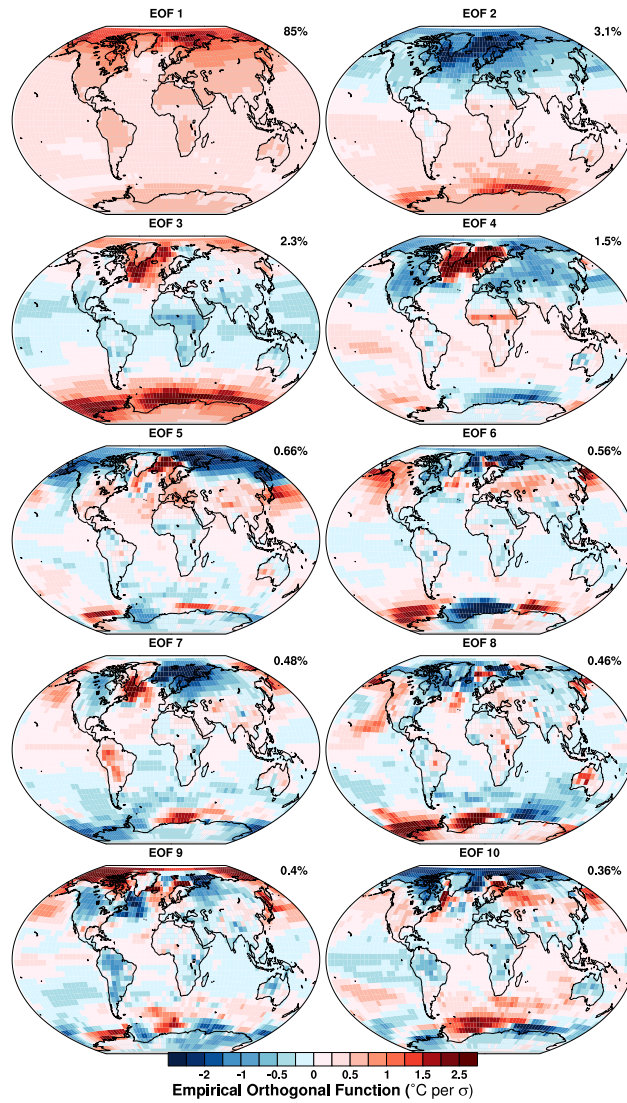 EOF 1
85%
EOF 2
3.1%
EOF 3
2.3%
EOF 4
1.5%
EOF 5
0.66%
EOF 6
0.56%
EOF 7
0.48%
EOF 8
0.46%
EOF 9
0.4%
EOF 10
0.36%
-2 -1 -0.5 0 0.5 1 1.5 2.5
Empirical Orthogonal Function (°C per σ)